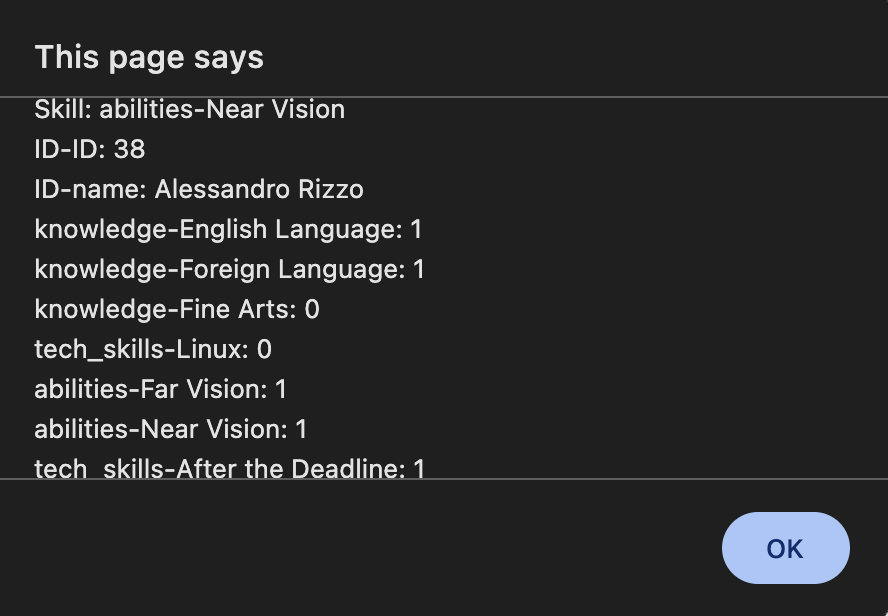 This page says
Skill: abilities-Near Vision
ID-ID: 38
ID-name: Alessandro Rizzo
knowledge-English Language: 1
knowledge-Foreign Language: 1
knowledge-Fine Arts: 0
tech_skills-Linux: 0
abilities-Far Vision: 1
abilities-Near Vision: 1
tech_skills-After the Deadline: 1
OK